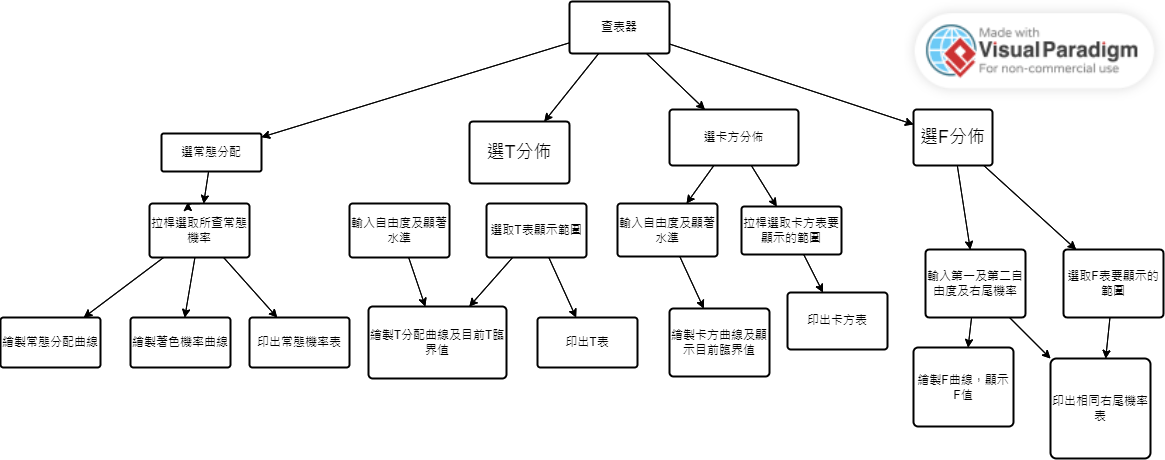 查表器
Made with
Visual Paradigm
For non-commercial use
選常態分配
選T分佈
選卡方分佈
選F分佈
拉桿選取所查常態
機率
輸入自由度及顯著
水準
選取T表顯示範圍
輸入自由度及顯著
水準
拉桿選取卡方表要
顯示的範圍
輸入第一及第二自
由度及右尾機率
選取F表要顯示的
範圍
繪製常態分配曲線
繪製著色機率曲線
印出常態機率表
繪製T分配曲線及目前T臨
界值
印出T表
繪製卡方曲線及顯
示目前臨界值
印出卡方表
繪製F曲線，顯示
F值
印出相同右尾機率
表